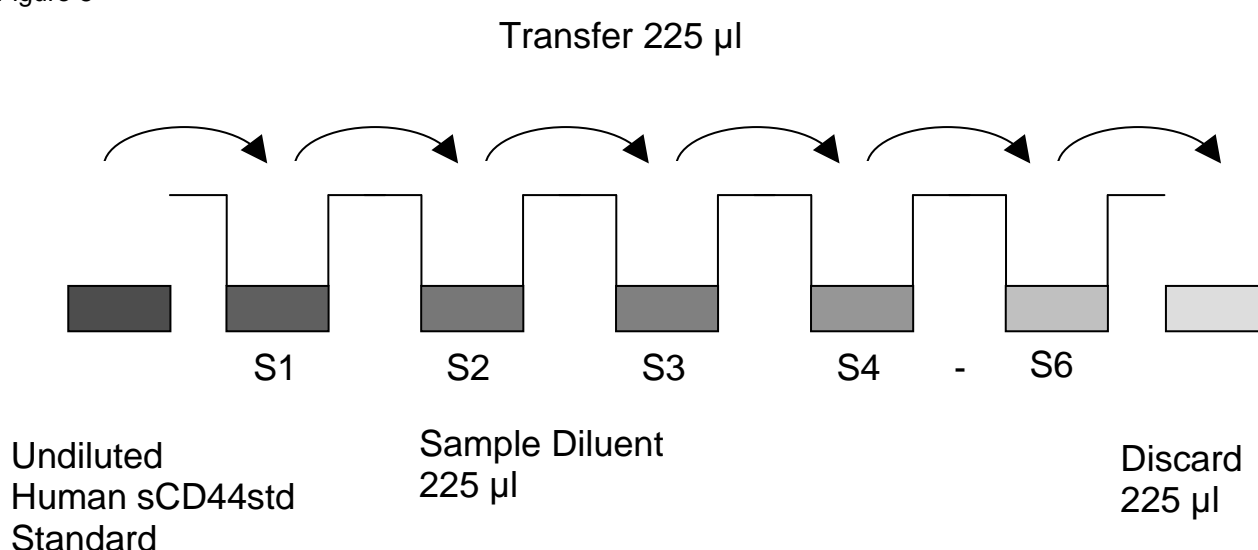 Transfer 225 µl
S1 S2 S3 S4 - S6
Undiluted
Human sCD44std
Standard
Sample Diluent
225 µl
Discard
225 µl